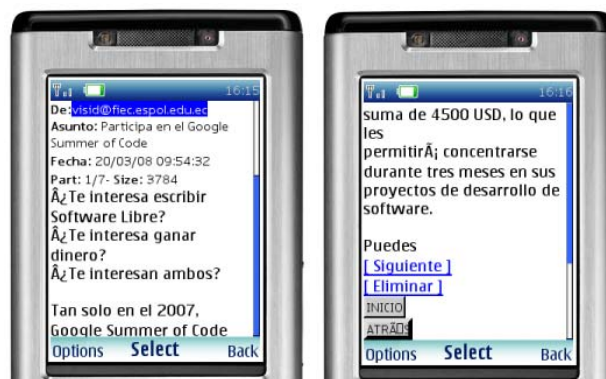 16:15
De:visid@fiec.espol.edu.ec
Asunto: Participa en el Google
Summer of Code
Fecha: 20/03/08 09:54:32
Part: 1/7- Size: 3784
Â¿Te interesa escribir
Software Libre?
Â¿Te interesa ganar
dinero?
Â¿Te interesan ambos?
Tan solo en el 2007,
Google Summer of Code
Options Select Back
16:16
suma de 4500 USD, lo que
les
permitirÃ¡ concentrarse
durante tres meses en sus
proyectos de desarrollo de
software.
Puedes
[ Siguiente ]
[ Eliminar ]
INICIO
ATRÃ□S
Options Select Back